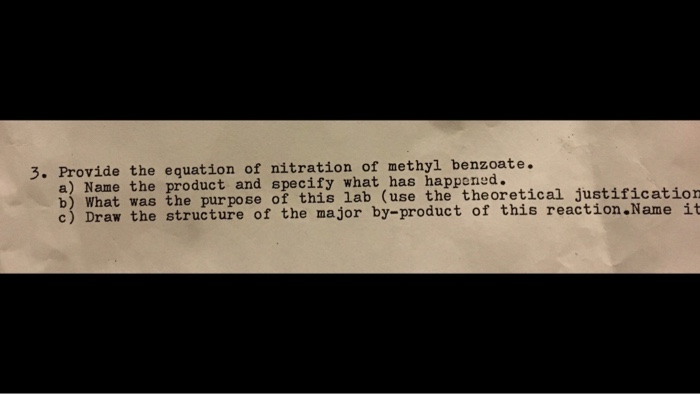 3. Provide the equation of nitration of methyl benzoate.
a) Name the product and specify what has happened.
b) What was the purpose of this lab (use the theoretical justification
c) Draw the structure of the major by-product of this reaction.Name it